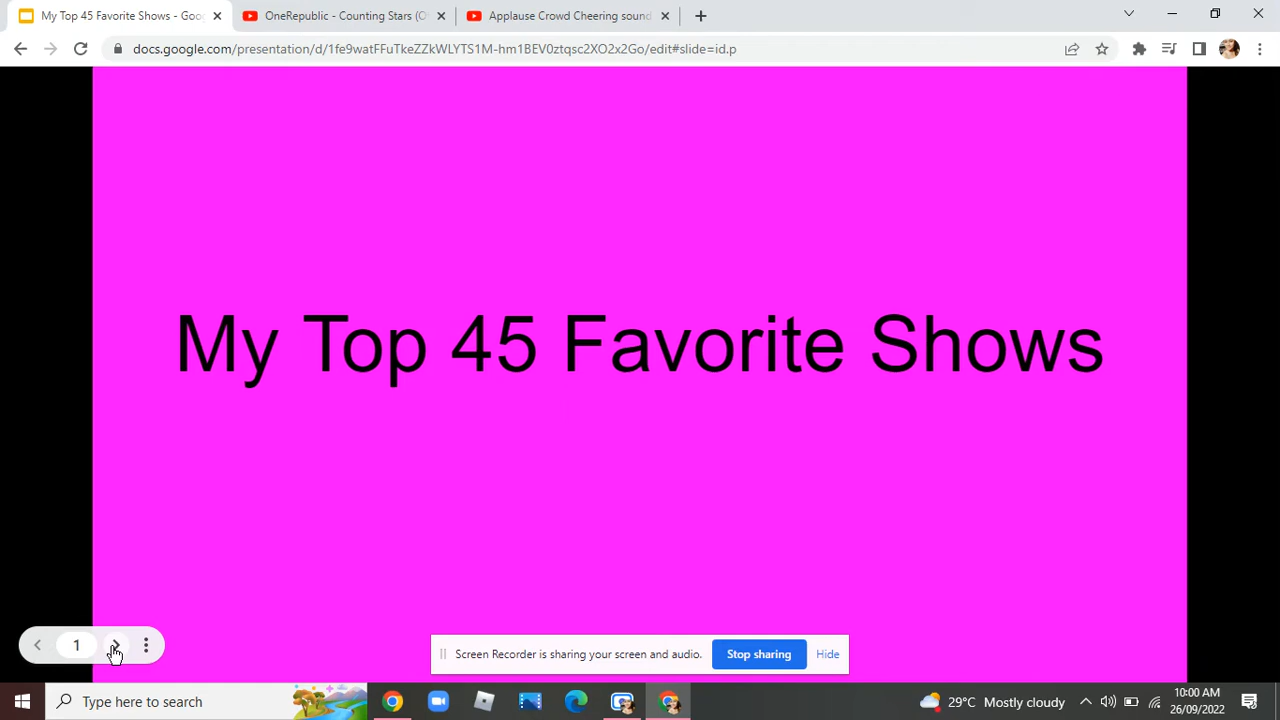 My Top 45 Favorite Shows - Goog
OneRepublic - Counting Stars (O
Applause Crowd Cheering sound
docs.google.com/presentation/d/1fe9watFFuTkeZZkWLYTS1M-hm1BEV0ztqsc2XO2x2Go/edit#slide=id.p
My Top 45 Favorite Shows
1
Screen Recorder is sharing your screen and audio.
Stop sharing
Hide
Type here to search
29°C Mostly cloudy
10:00 AM
26/09/2022